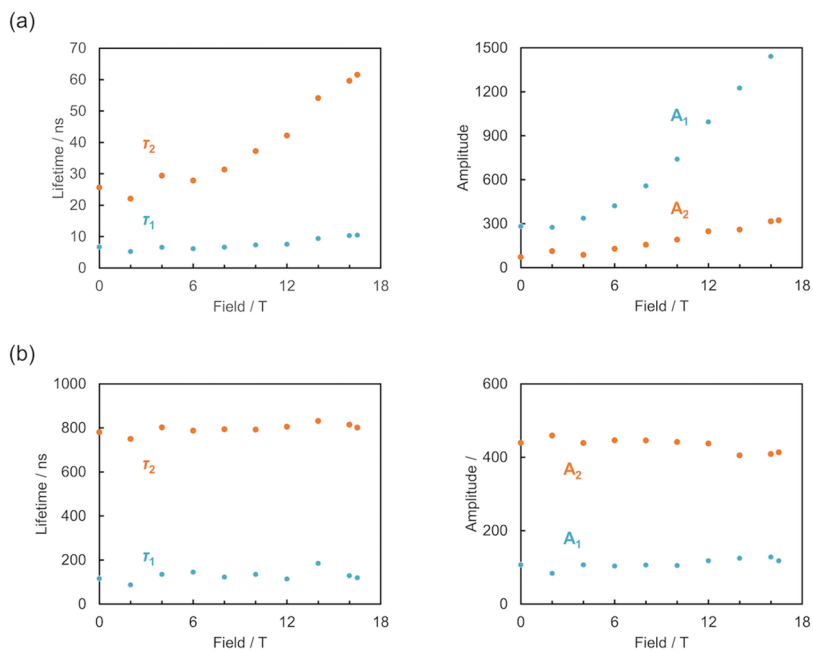 (a)
70
60
50
40
30
20
10
0
Lifetime / ns
τ2
τ1
0 6 12 18
Field / T
1500
1200
900
600
300
0
Amplitude
A1
A2
0 6 12 18
Field / T
(b)
1000
800
600
400
200
0
Lifetime / ns
τ2
τ1
0 6 12 18
Field / T
600
400
200
0
Amplitude /
A2
A1
0 6 12 18
Field / T